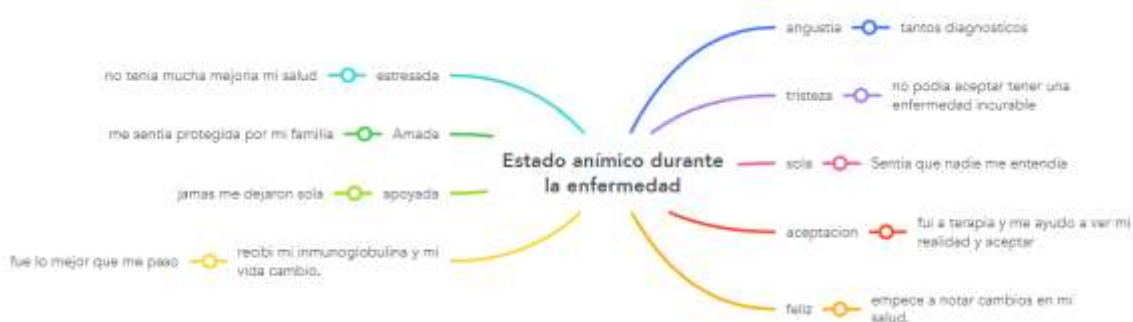 Estado anímico durante
la enfermedad
angustia
tantos diagnosticos
tristeza
no podia aceptar tener una
enfermedad incurable
sola
Sentia que nadie me entendia
aceptacion
fui a terapia y me ayudo a ver mi
realidad y aceptar
feliz
empece a notar cambios en mi
salud.
estresada
no tenia mucha mejoria mi salud
Amada
me sentia protegida por mi familia
apoyada
jamas me dejaron sola
recibi mi inmunoglobulina y mi
vida cambio.
fue lo mejor que me paso